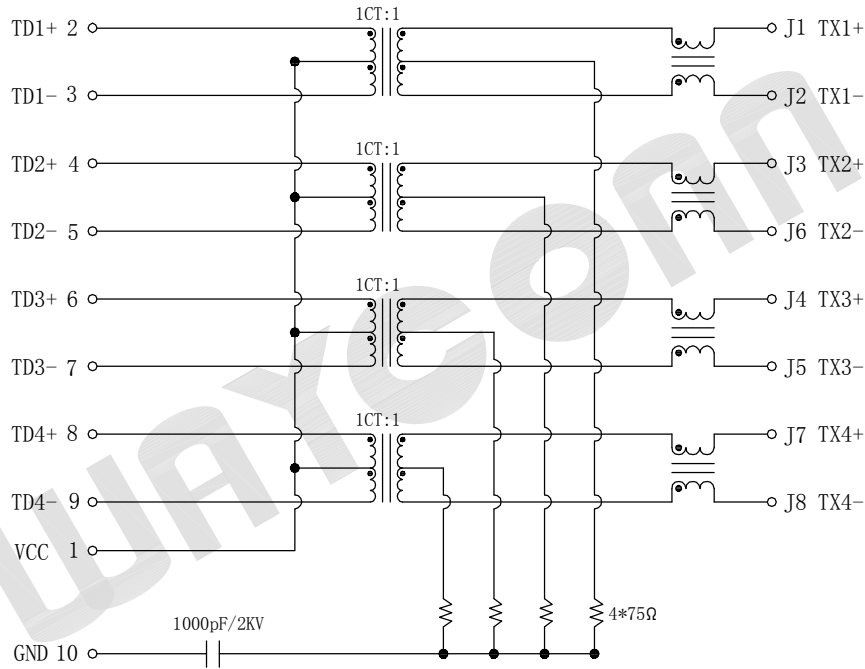 1CT:1
TD1+ 2 J1 TX1+
TD1- 3 J2 TX1-
1CT:1
TD2+ 4 J3 TX2+
TD2- 5 J6 TX2-
1CT:1
TD3+ 6 J4 TX3+
TD3- 7 J5 TX3-
1CT:1
TD4+ 8 J7 TX4+
TD4- 9 J8 TX4-
VCC 1
4*75Ω
1000pF/2KV
GND 10
WAYCONN